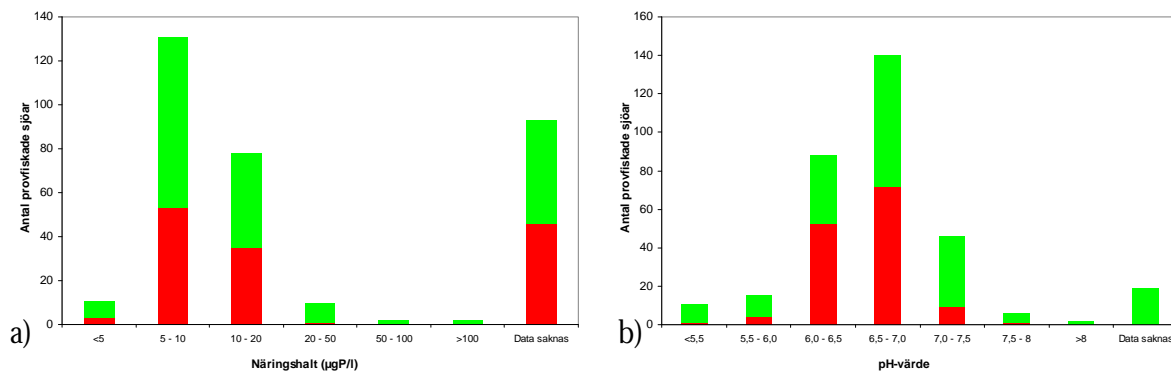 140
120
100
80
60
40
20
0
Antal provfiskade sjöar
<5 5 - 10 10 - 20 20 - 50 50 - 100 >100 Data saknas
Näringshalt (µgP/l)
a)
160
140
120
100
80
60
40
20
0
Antal provfiskade sjöar
<5,5 5,5 - 6,0 6,0 - 6,5 6,5 - 7,0 7,0 - 7,5 7,5 - 8 >8 Data saknas
pH-värde
b)